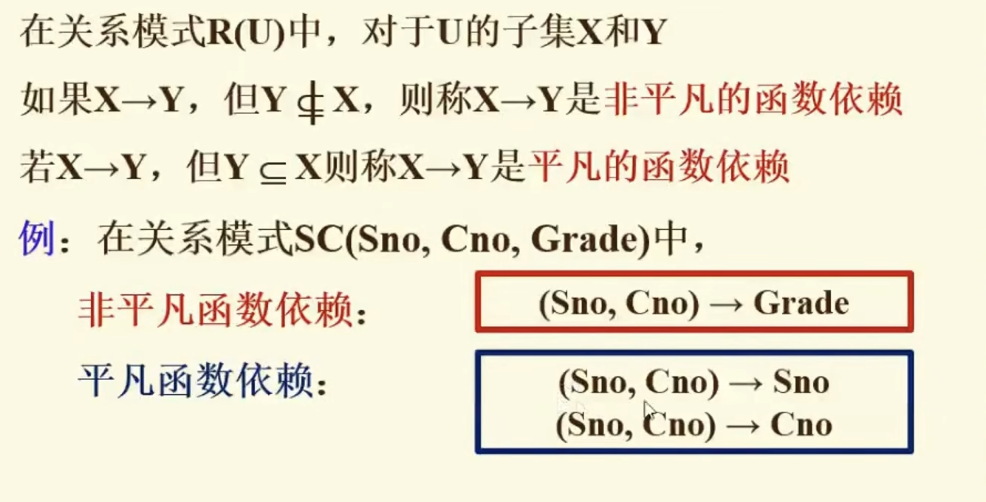 在关系模式R(U)中，对于U的子集X和Y
如果X→Y，但Y ⊈ X，则称X→Y是非平凡的函数依赖
若X→Y，但Y ⊆ X则称X→Y是平凡的函数依赖
例：在关系模式SC(Sno, Cno, Grade)中，
非平凡函数依赖： (Sno, Cno) → Grade
平凡函数依赖： (Sno, Cno) → Sno
(Sno, Cno) → Cno